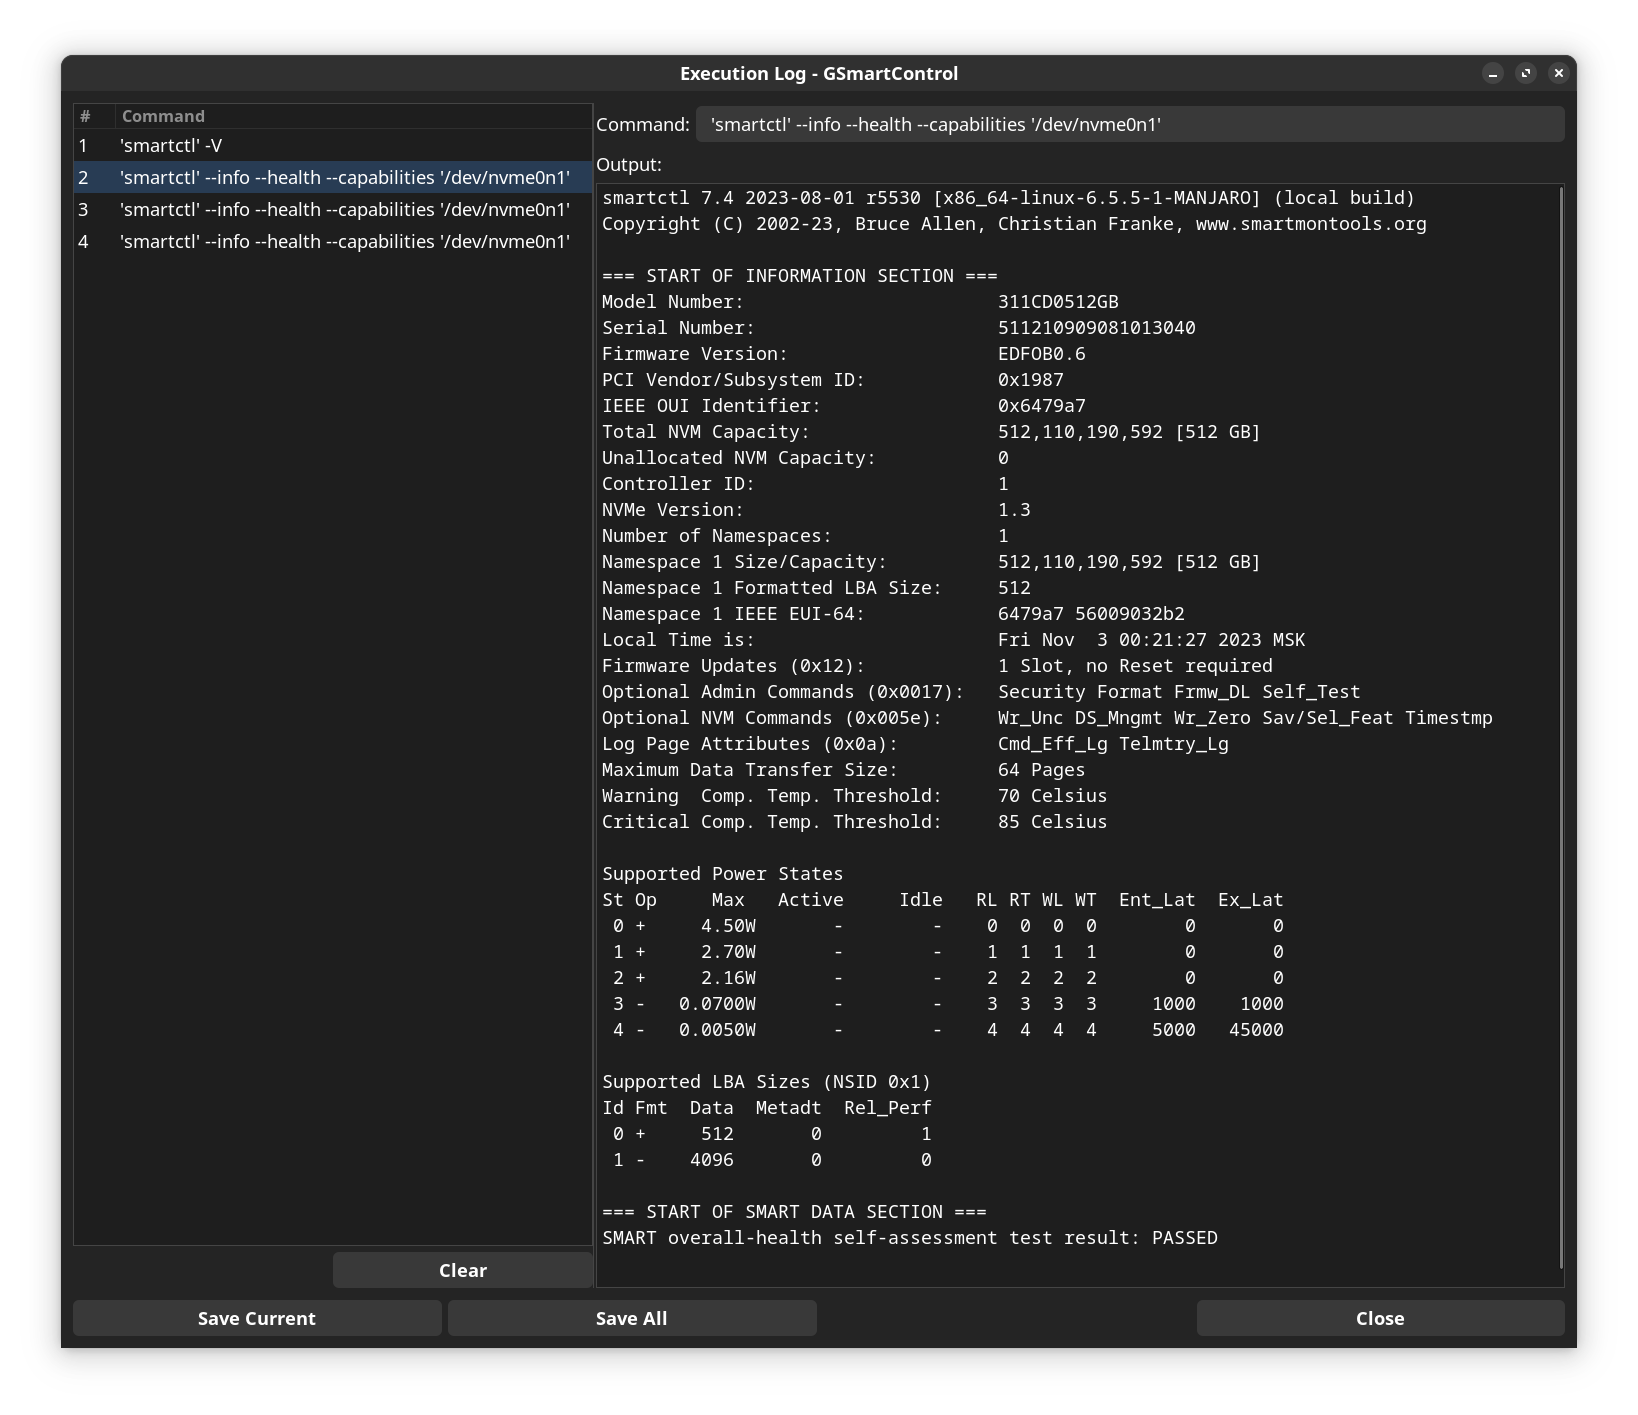 Execution Log - GSmartControl
# Command
1 'smartctl' -V
2 'smartctl' --info --health --capabilities '/dev/nvme0n1'
3 'smartctl' --info --health --capabilities '/dev/nvme0n1'
4 'smartctl' --info --health --capabilities '/dev/nvme0n1'
Clear
Command: 'smartctl' --info --health --capabilities '/dev/nvme0n1'
Output:
smartctl 7.4 2023-08-01 r5530 [x86_64-linux-6.5.5-1-MANJARO] (local build)
Copyright (C) 2002-23, Bruce Allen, Christian Franke, www.smartmontools.org
=== START OF INFORMATION SECTION ===
Model Number:                       311CD0512GB
Serial Number:                      511210909081013040
Firmware Version:                   EDFOB0.6
PCI Vendor/Subsystem ID:            0x1987
IEEE OUI Identifier:                0x6479a7
Total NVM Capacity:                 512,110,190,592 [512 GB]
Unallocated NVM Capacity:           0
Controller ID:                      1
NVMe Version:                       1.3
Number of Namespaces:               1
Namespace 1 Size/Capacity:          512,110,190,592 [512 GB]
Namespace 1 Formatted LBA Size:     512
Namespace 1 IEEE EUI-64:            6479a7 56009032b2
Local Time is:                      Fri Nov  3 00:21:27 2023 MSK
Firmware Updates (0x12):            1 Slot, no Reset required
Optional Admin Commands (0x0017):   Security Format Frmw_DL Self_Test
Optional NVM Commands (0x005e):     Wr_Unc DS_Mngmt Wr_Zero Sav/Sel_Feat Timestmp
Log Page Attributes (0x0a):         Cmd_Eff_Lg Telmtry_Lg
Maximum Data Transfer Size:         64 Pages
Warning  Comp. Temp. Threshold:     70 Celsius
Critical Comp. Temp. Threshold:     85 Celsius
Supported Power States
St Op     Max   Active     Idle   RL RT WL WT  Ent_Lat  Ex_Lat
 0 +     4.50W       -        -    0  0  0  0        0       0
 1 +     2.70W       -        -    1  1  1  1        0       0
 2 +     2.16W       -        -    2  2  2  2        0       0
 3 -   0.0700W       -        -    3  3  3  3     1000    1000
 4 -   0.0050W       -        -    4  4  4  4     5000   45000
Supported LBA Sizes (NSID 0x1)
Id Fmt  Data  Metadt  Rel_Perf
 0 +     512       0         1
 1 -    4096       0         0
=== START OF SMART DATA SECTION ===
SMART overall-health self-assessment test result: PASSED
Save Current
Save All
Close